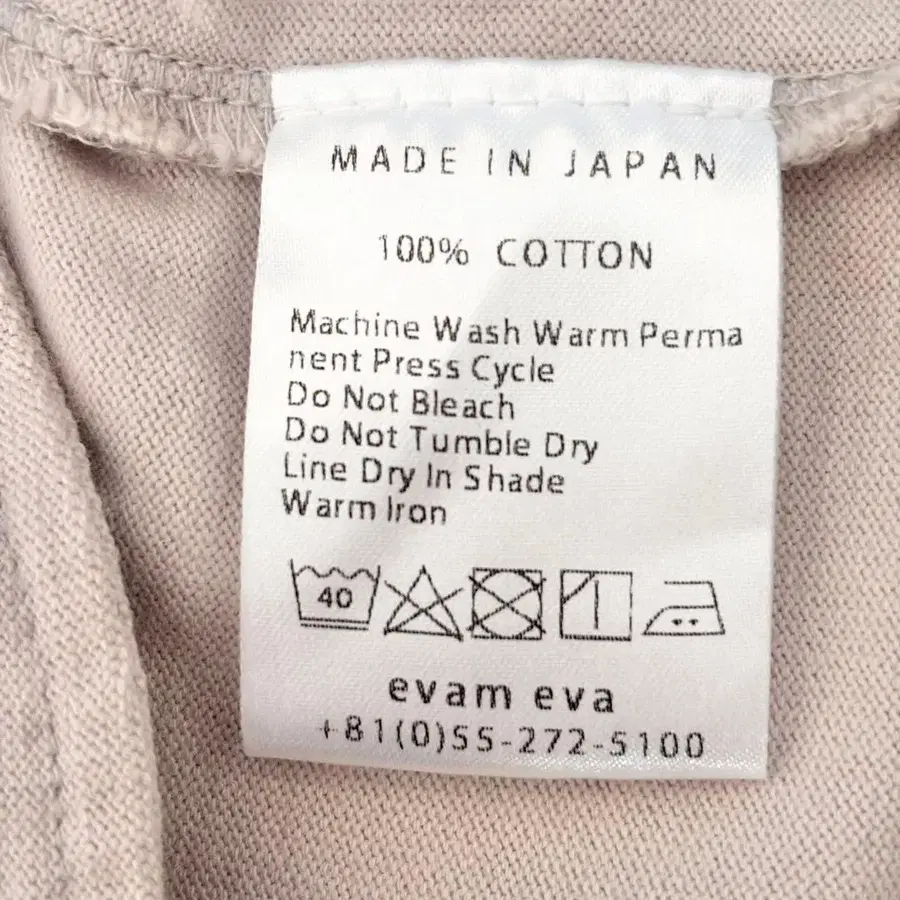 MADE IN JAPAN
100% COTTON
Machine Wash Warm Perma
nent Press Cycle
Do Not Bleach
Do Not Tumble Dry
Line Dry In Shade
Warm Iron
40
evam eva
+81(0)55-272-5100